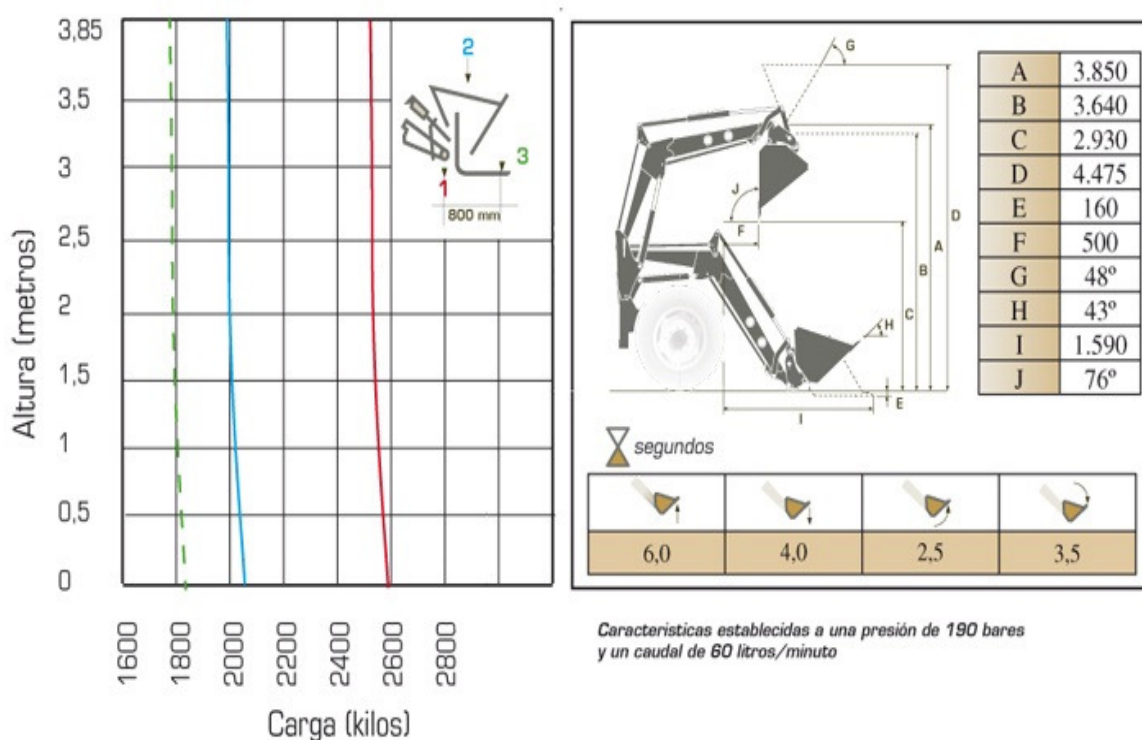 3,85
3,5
3
2,5
2
1,5
1
0,5
0
Altura (metros)
1600
1800
2000
2200
2400
2600
2800
Carga (kilos)
2
3
1
800 mm
G
J
F
D
A
B
C
H
E
I
A 3.850
B 3.640
C 2.930
D 4.475
E 160
F 500
G 48º
H 43º
I 1.590
J 76º
segundos
6,0 4,0 2,5 3,5
Caracteristicas establecidas a una presión de 190 bares
y un caudal de 60 litros/minuto